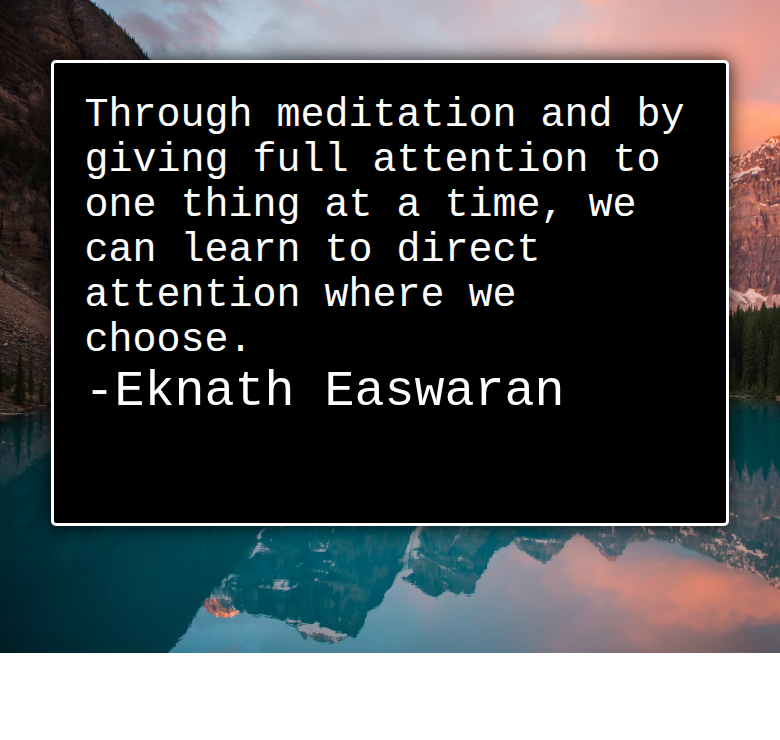 Through meditation and by
giving full attention to
one thing at a time, we
can learn to direct
attention where we
choose.
-Eknath Easwaran